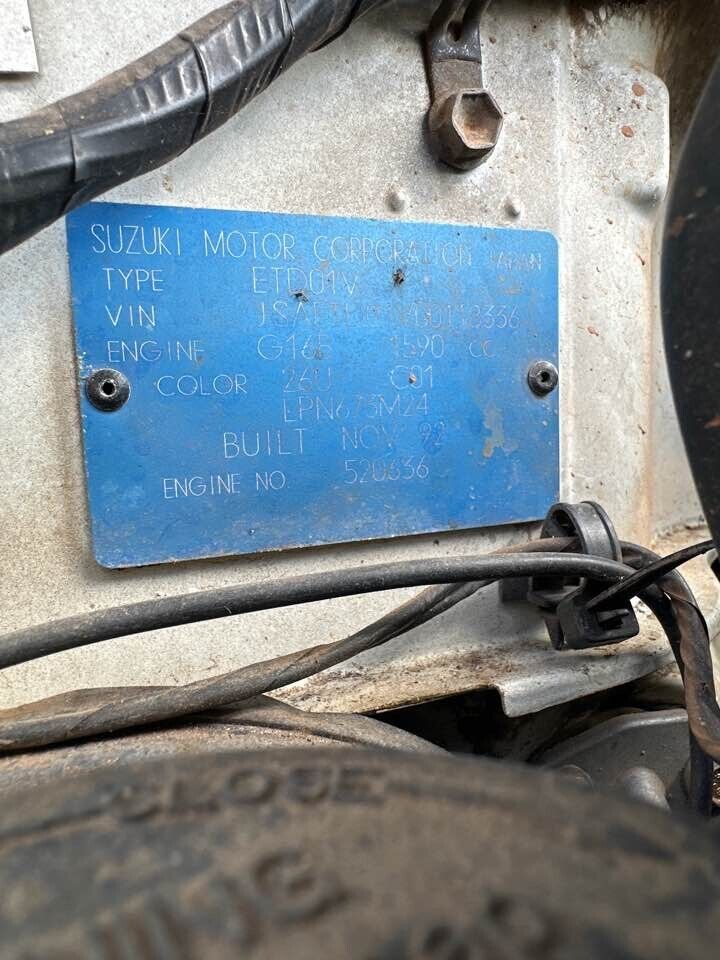 SUZUKI MOTOR CORPORATION JAPAN
TYPE ETD01V
VIN
ENGINE 1590 CC
COLOR 26U C01
LPN673M24
BUILT NOV 92
ENGINE NO. 520636
CLOSE